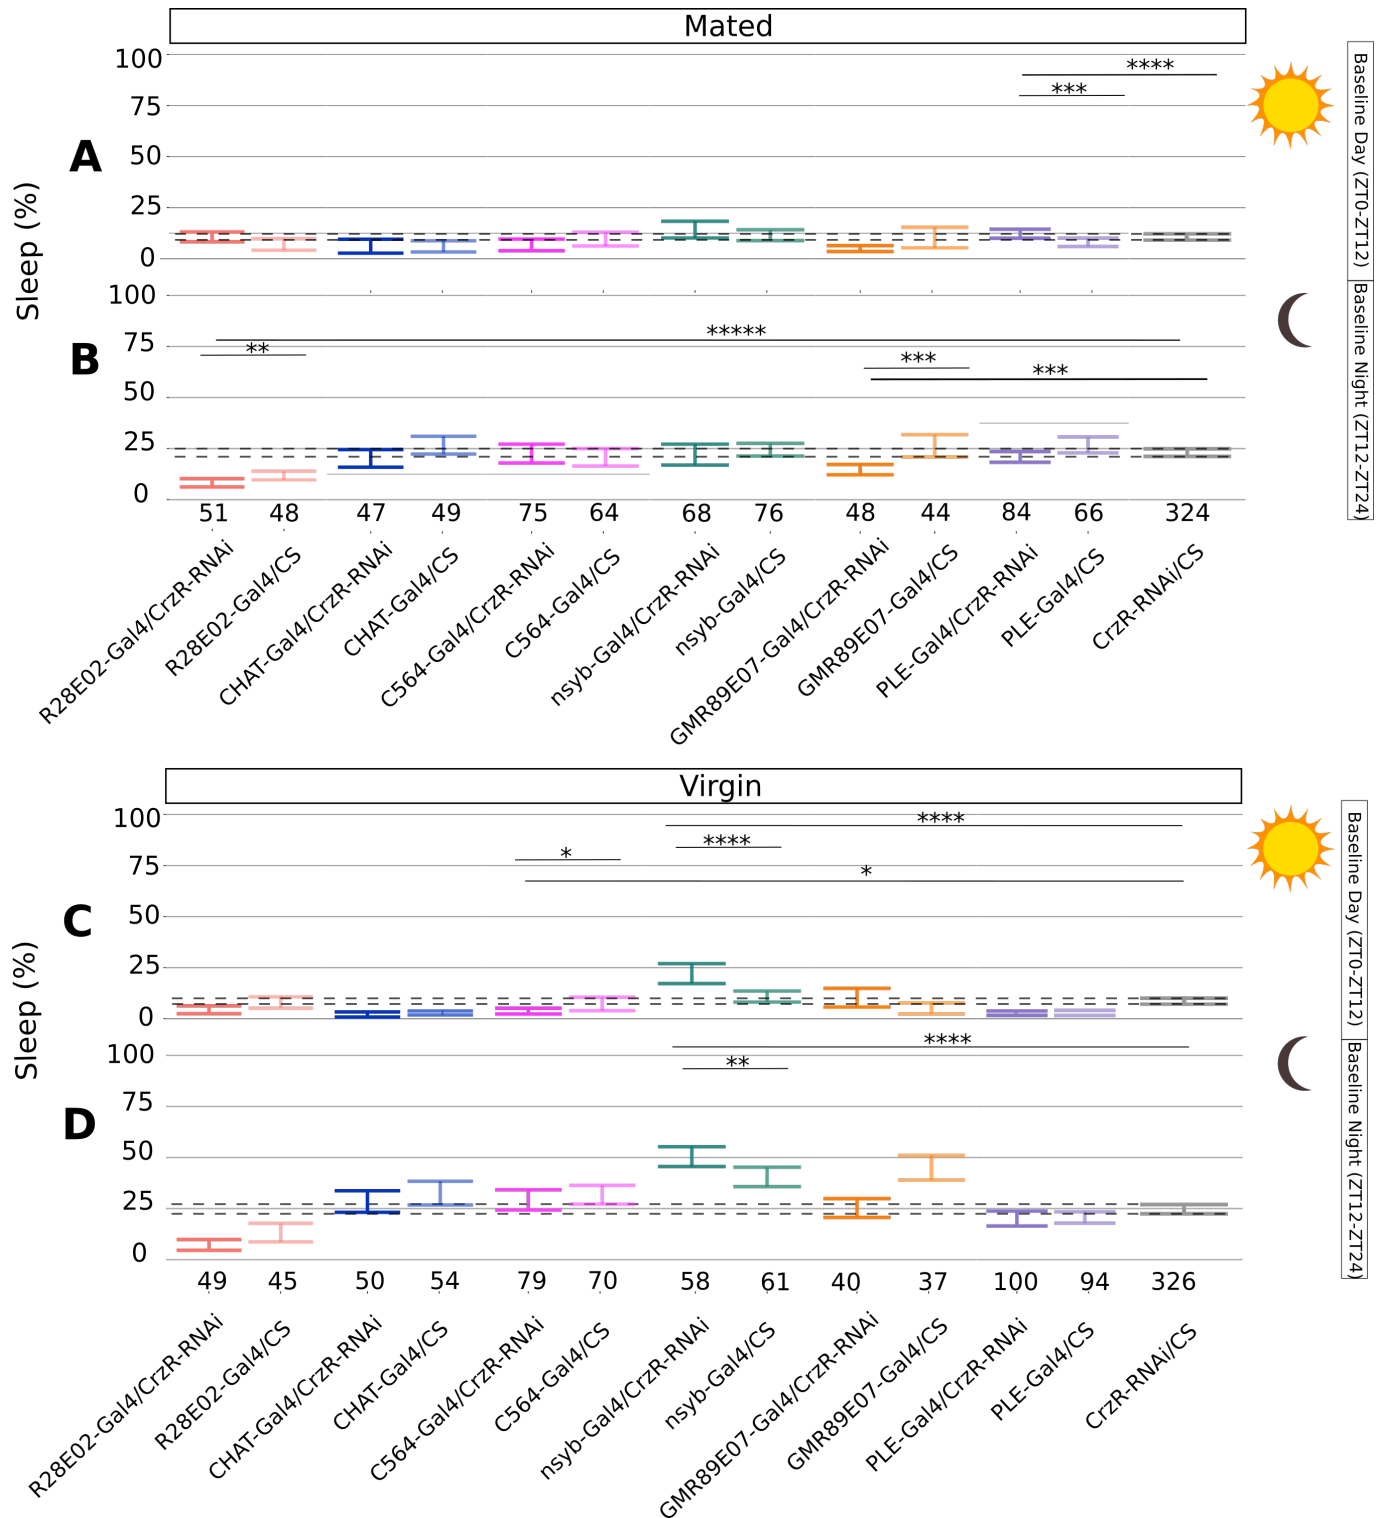 Mated
Sleep (%)
A
100
75
50
25
0
****
***
Baseline Day (ZT0-ZT12)
B
100
75
50
25
0
*****
**
***
***
Baseline Night (ZT12-ZT24)
51 48 47 49 75 64 68 76 48 44 84 66 324
R28E02-Gal4/CrzR-RNAi
R28E02-Gal4/CS
CHAT-Gal4/CrzR-RNAi
CHAT-Gal4/CS
C564-Gal4/CrzR-RNAi
C564-Gal4/CS
nsyb-Gal4/CrzR-RNAi
nsyb-Gal4/CS
GMR89E07-Gal4/CrzR-RNAi
GMR89E07-Gal4/CS
PLE-Gal4/CrzR-RNAi
PLE-Gal4/CS
CrzR-RNAi/CS
Virgin
Sleep (%)
C
100
75
50
25
0
****
****
*
*
Baseline Day (ZT0-ZT12)
D
100
75
50
25
0
****
**
Baseline Night (ZT12-ZT24)
49 45 50 54 79 70 58 61 40 37 100 94 326
R28E02-Gal4/CrzR-RNAi
R28E02-Gal4/CS
CHAT-Gal4/CrzR-RNAi
CHAT-Gal4/CS
C564-Gal4/CrzR-RNAi
C564-Gal4/CS
nsyb-Gal4/CrzR-RNAi
nsyb-Gal4/CS
GMR89E07-Gal4/CrzR-RNAi
GMR89E07-Gal4/CS
PLE-Gal4/CrzR-RNAi
PLE-Gal4/CS
CrzR-RNAi/CS